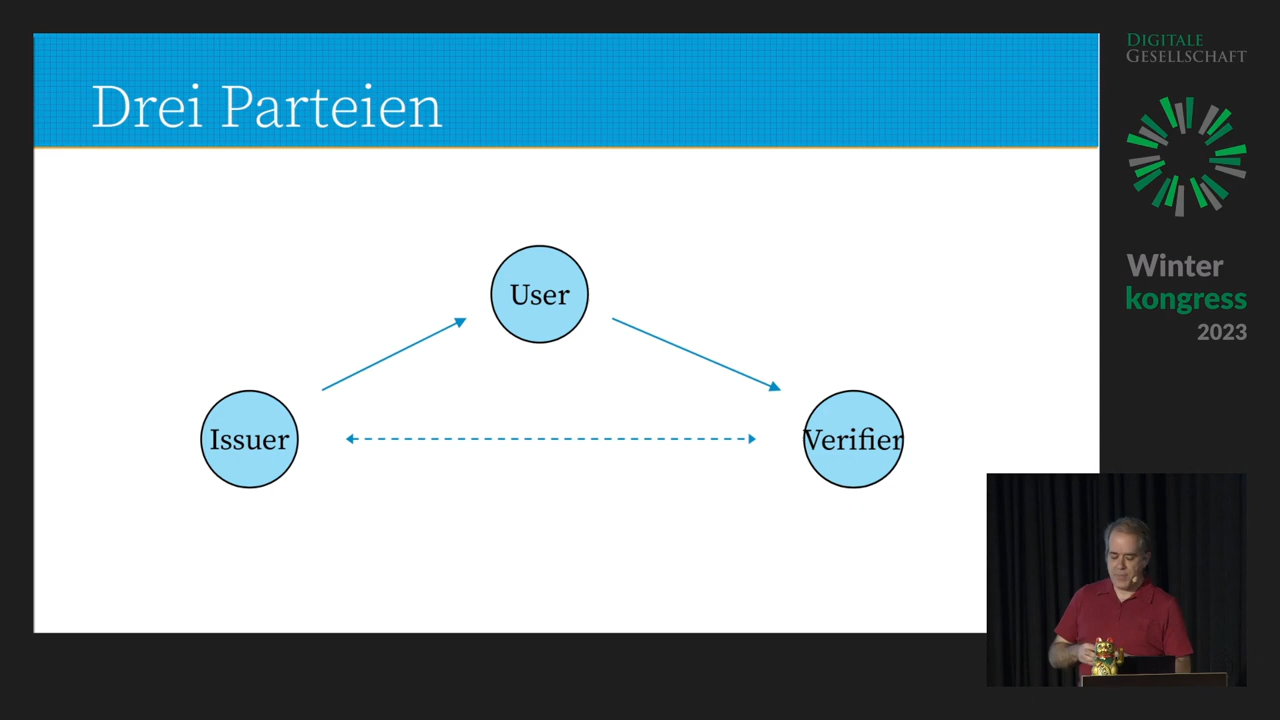 Drei Parteien
User
Issuer
Verifier
DIGITALE
GESELLSCHAFT
Winter
kongress
2023